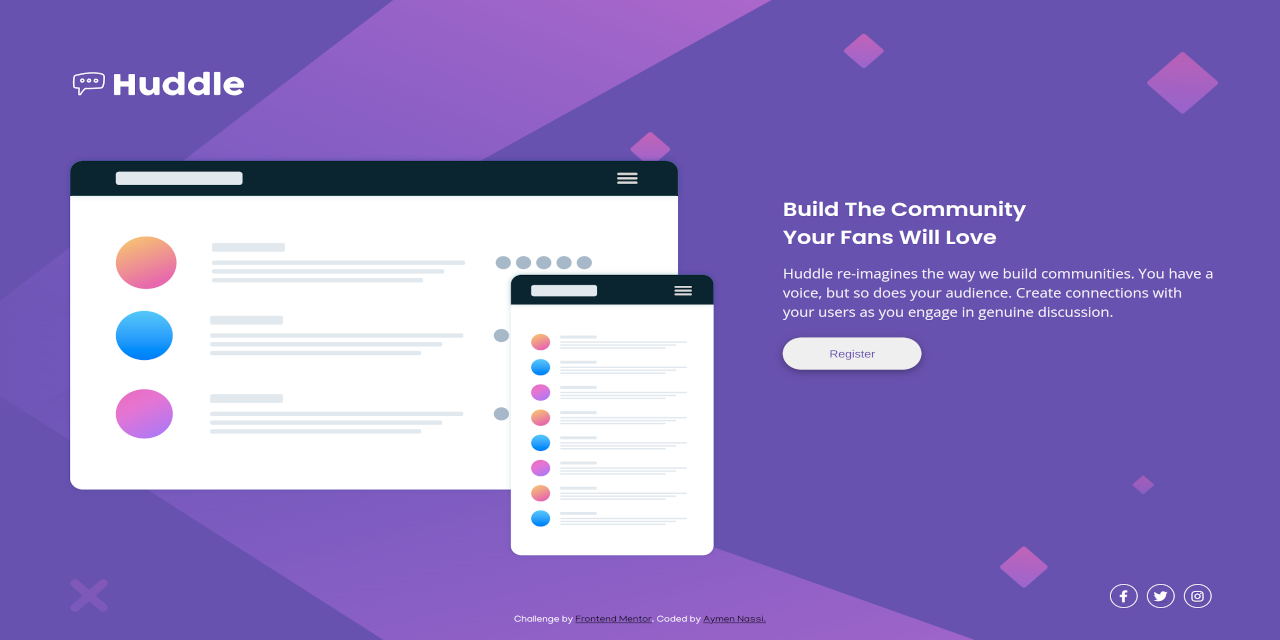 Huddle
Build The Community
Your Fans Will Love
Huddle re-imagines the way we build communities. You have a
voice, but so does your audience. Create connections with
your users as you engage in genuine discussion.
Register
Challenge by Frontend Mentor. Coded by Aymen Nassi.